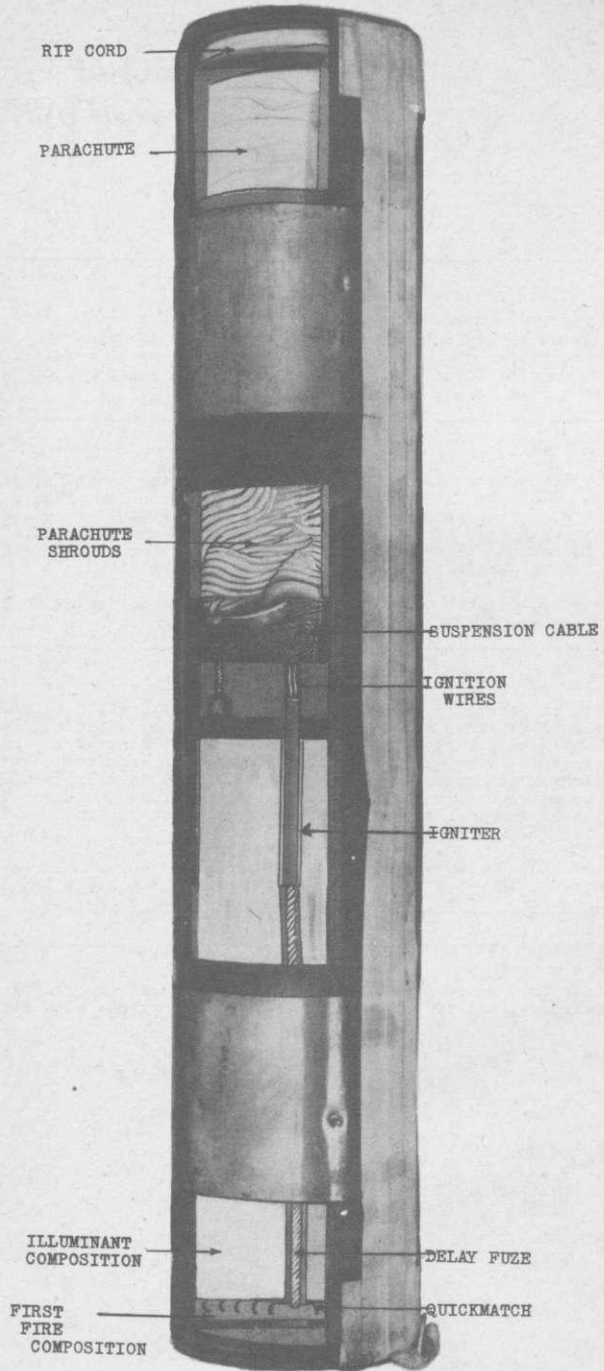 RIP CORD
PARACHUTE
PARACHUTE
SHROUDS
SUSPENSION CABLE
IGNITION
WIRES
IGNITER
ILLUMINANT
COMPOSITION
DELAY FUZE
QUICKMATCH
FIRST
FIRE
COMPOSITION